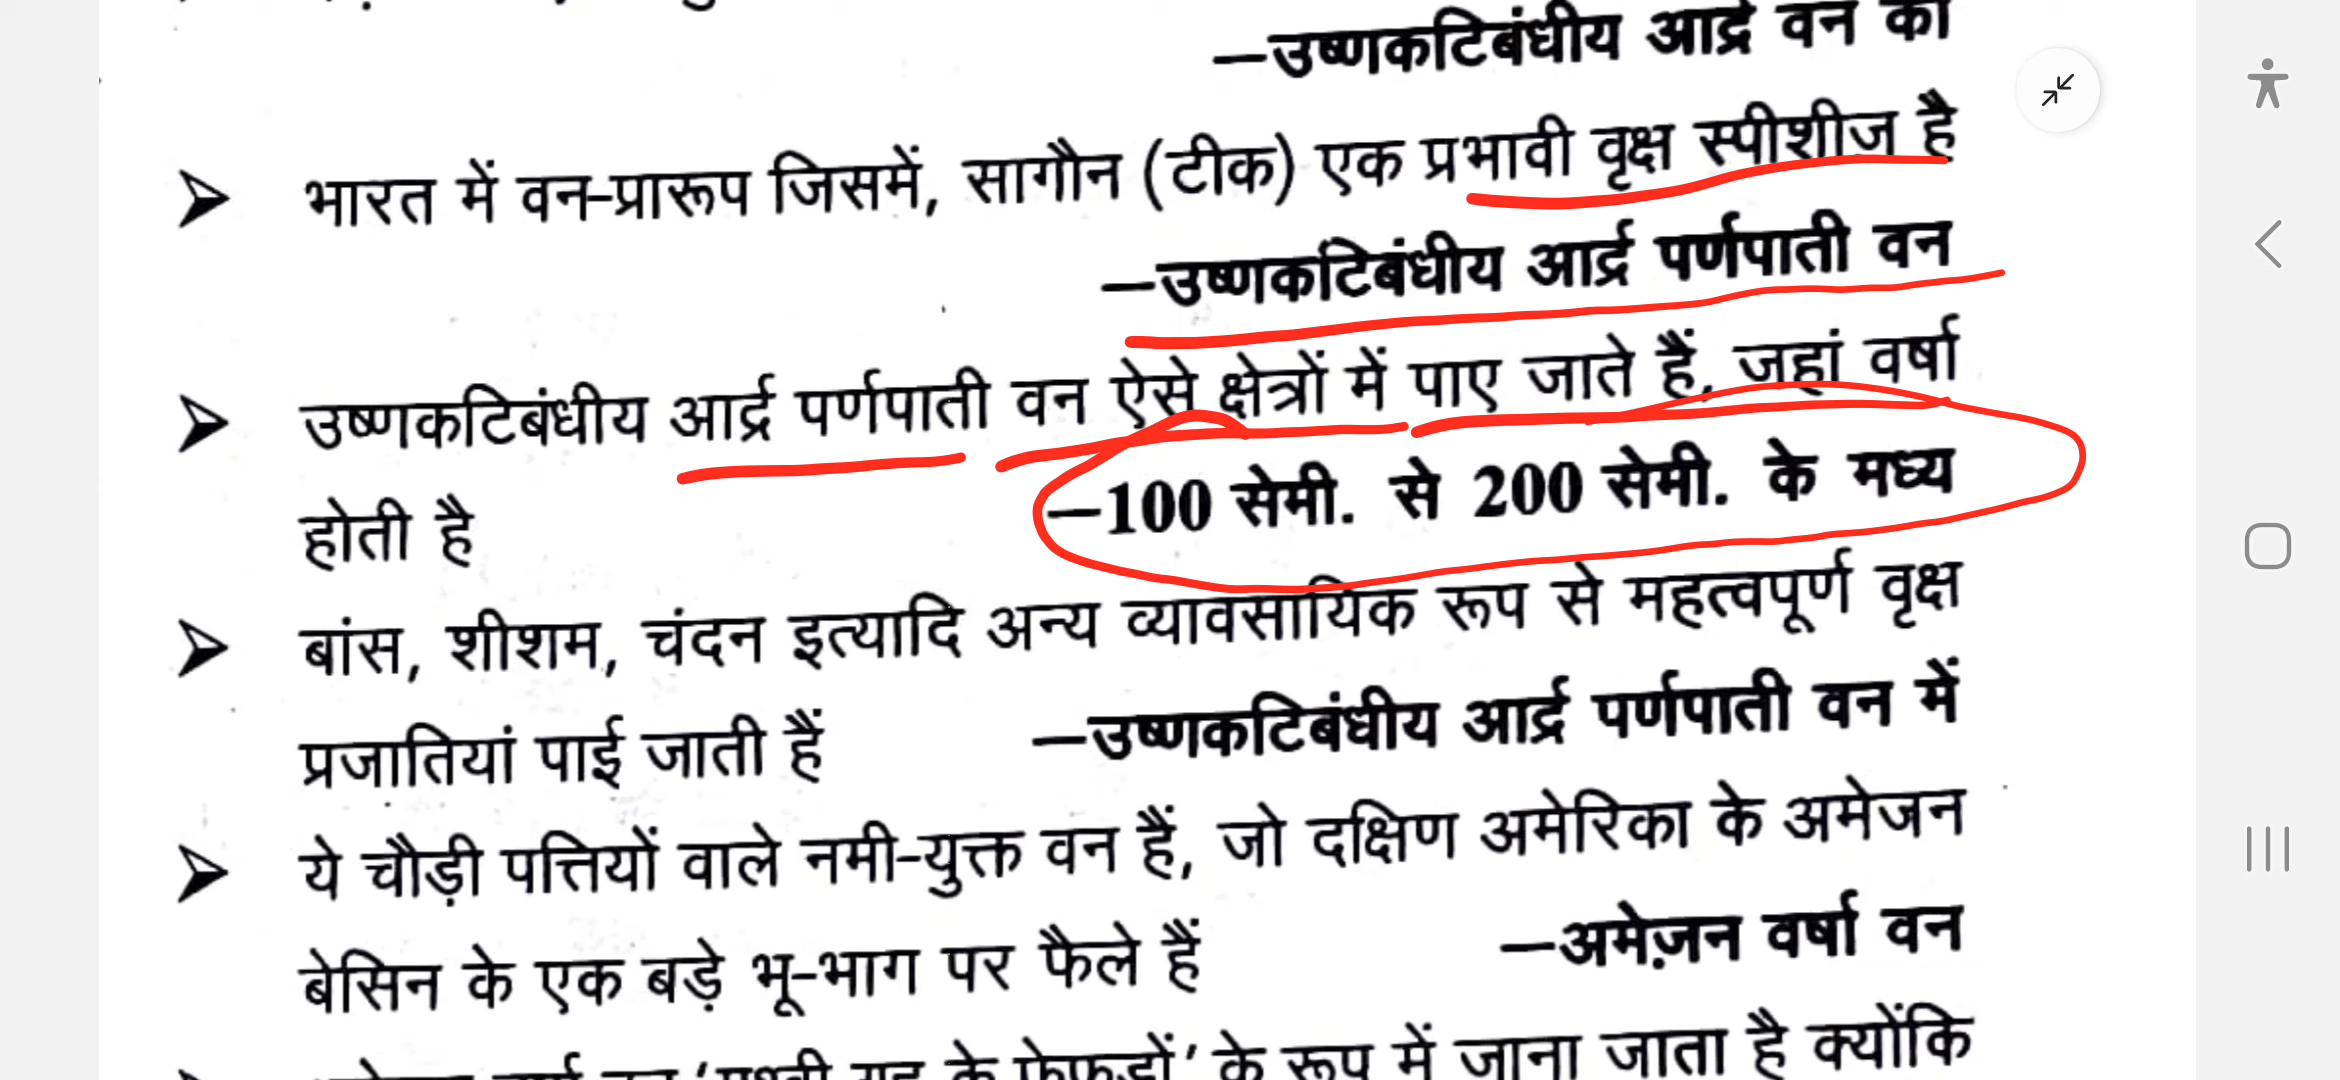 —उष्णकटिबंधीय आर्द्र वन का
➢ भारत में वन-प्रारूप जिसमें, सागौन (टीक) एक प्रभावी वृक्ष स्पीशीज है
—उष्णकटिबंधीय आर्द्र पर्णपाती वन
➢ उष्णकटिबंधीय आर्द्र पर्णपाती वन ऐसे क्षेत्रों में पाए जाते हैं, जहां वर्षा
होती है —100 सेमी. से 200 सेमी. के मध्य
➢ बांस, शीशम, चंदन इत्यादि अन्य व्यावसायिक रूप से महत्वपूर्ण वृक्ष
प्रजातियां पाई जाती हैं —उष्णकटिबंधीय आर्द्र पर्णपाती वन में
➢ ये चौड़ी पत्तियों वाले नमी-युक्त वन हैं, जो दक्षिण अमेरिका के अमेजन
बेसिन के एक बड़े भू-भाग पर फैले हैं —अमेज़न वर्षा वन
के फेफड़ों' के रूप में जाना जाता है क्योंकि